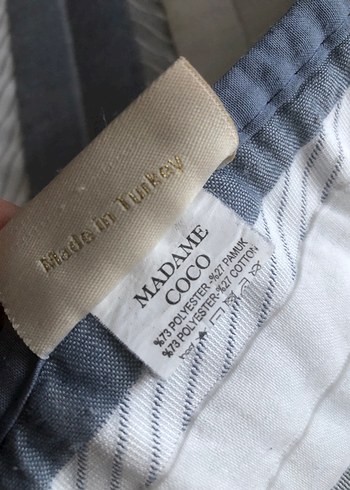 Made in Turkey
MADAME
COCO
%73 POLYESTER-%27 PAMUK
%73 POLYESTER-%27 COTTON